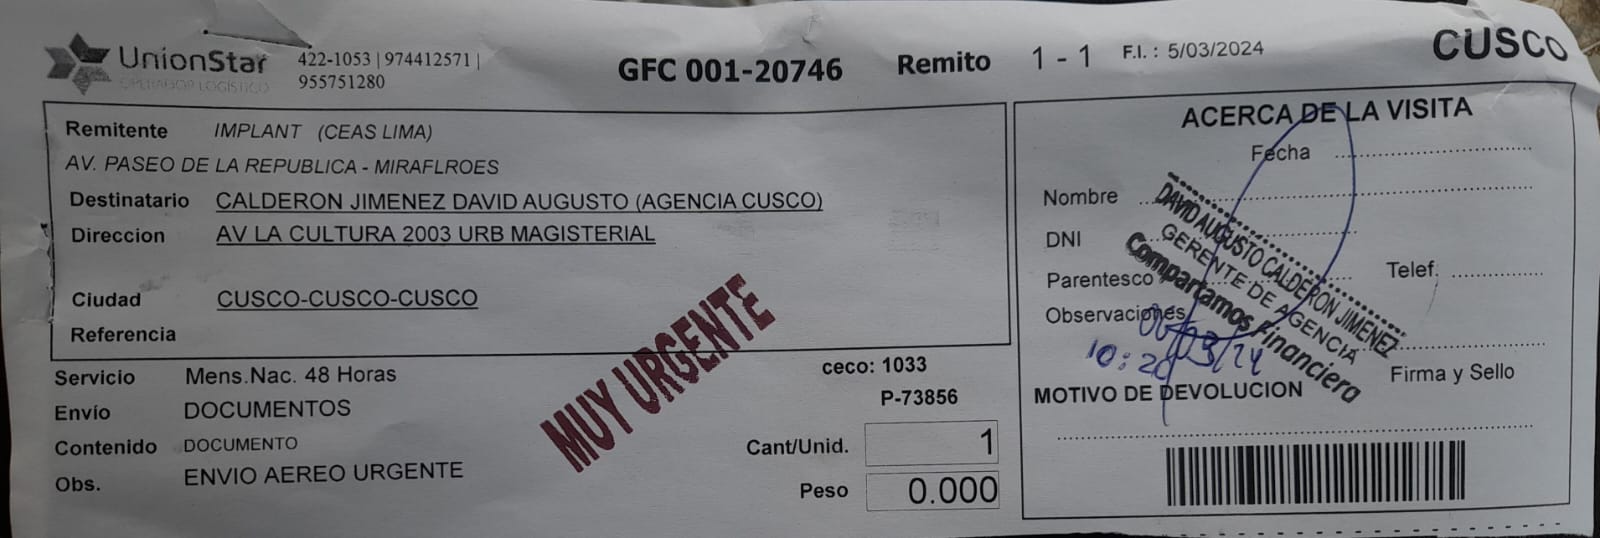 UnionStar
OPERADOR LOGISTICO
422-1053 | 974412571 |
955751280
GFC 001-20746
Remito 1 - 1
F.I. : 5/03/2024
CUSCO
Remitente IMPLANT (CEAS LIMA)
AV. PASEO DE LA REPUBLICA - MIRAFLROES
Destinatario CALDERON JIMENEZ DAVID AUGUSTO (AGENCIA CUSCO)
Direccion AV LA CULTURA 2003 URB MAGISTERIAL
Ciudad CUSCO-CUSCO-CUSCO
Referencia
Servicio Mens.Nac. 48 Horas
Envío DOCUMENTOS
Contenido DOCUMENTO
Obs. ENVIO AEREO URGENTE
MUY URGENTE
ceco: 1033
P-73856
Cant/Unid. 1
Peso 0.000
ACERCA DE LA VISITA
Fecha
Nombre
DNI
Parentesco
Telef.
Observaciones
DAVID AUGUSTO CALDERON JIMENEZ
GERENTE DE AGENCIA
Compartamos Financiera
06/03/24
Firma y Sello
MOTIVO DE DEVOLUCION